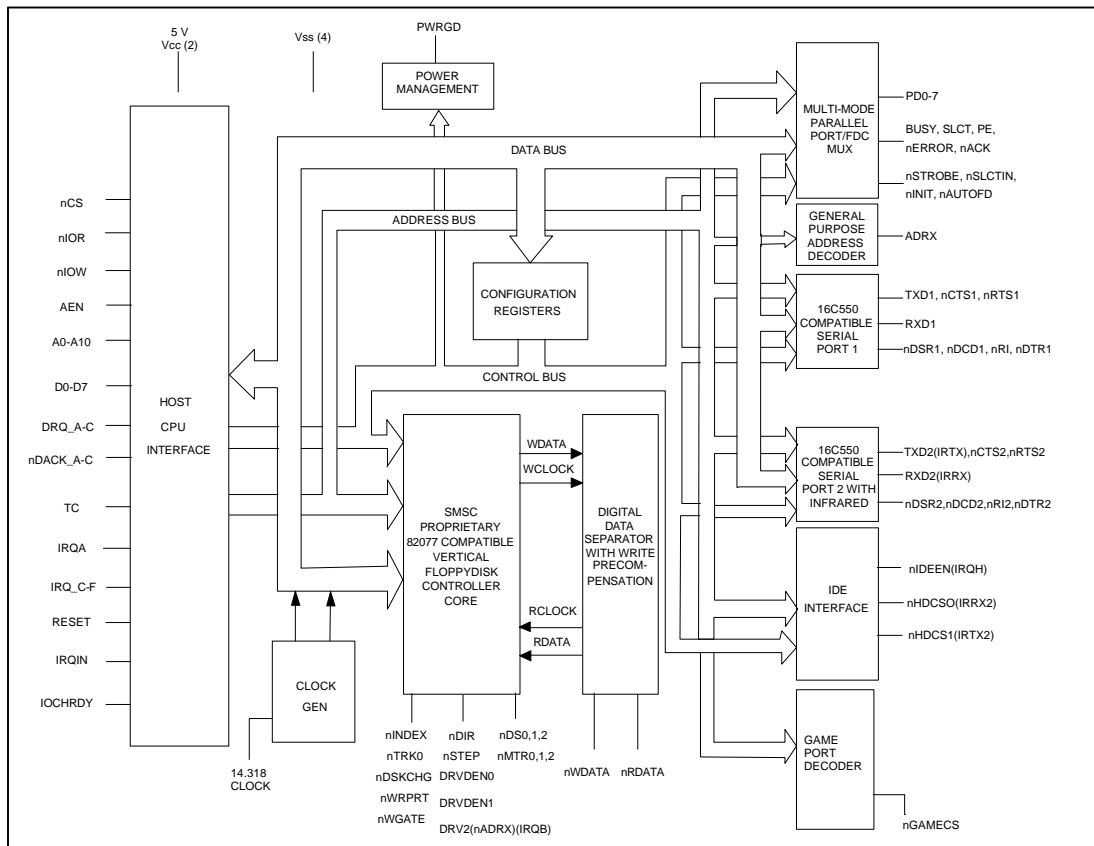 5 V
Vcc (2)
Vss (4)
PWRGD
POWER
MANAGEMENT
MULTI-MODE
PARALLEL
PORT/FDC
MUX
PD0-7
BUSY, SLCT, PE,
nERROR, nACK
nSTROBE, nSLCTIN,
nINIT, nAUTOFD
DATA BUS
ADDRESS BUS
GENERAL
PURPOSE
ADDRESS
DECODER
ADRX
CONFIGURATION
REGISTERS
16C550
COMPATIBLE
SERIAL
PORT 1
TXD1, nCTS1, nRTS1
RXD1
nDSR1, nDCD1, nRI, nDTR1
CONTROL BUS
nCS
nIOR
nIOW
AEN
A0-A10
D0-D7
DRQ_A-C
nDACK_A-C
TC
IRQA
IRQ_C-F
RESET
IRQIN
IOCHRDY
HOST
CPU
INTERFACE
SMSC
PROPRIETARY
82077 COMPATIBLE
VERTICAL
FLOPPYDISK
CONTROLLER
CORE
WDATA
WCLOCK
RCLOCK
RDATA
DIGITAL
DATA
SEPARATOR
WITH WRITE
PRECOM-
PENSATION
16C550
COMPATIBLE
SERIAL
PORT 2 WITH
INFRARED
TXD2(IRTX),nCTS2,nRTS2
RXD2(IRRX)
nDSR2,nDCD2,nRI2,nDTR2
IDE
INTERFACE
nIDEEN(IRQH)
nHDCSO(IRRX2)
nHDCS1(IRTX2)
CLOCK
GEN
14.318
CLOCK
nINDEX
nTRK0
nDSKCHG
nWRPRT
nWGATE
nDIR
nSTEP
DRVDEN0
DRVDEN1
DRV2(nADRX)(IRQB)
nDS0,1,2
nMTR0,1,2
nWDATA
nRDATA
GAME
PORT
DECODER
nGAMECS